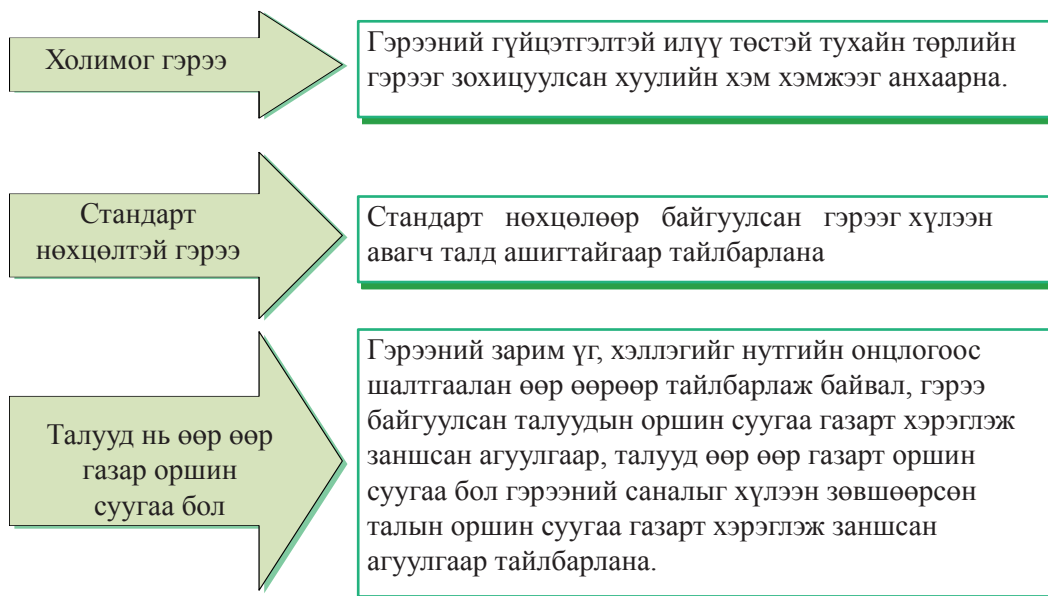 Холимог гэрээ
Гэрээний гүйцэтгэлтэй илүү төстэй тухайн төрлийн
гэрээг зохицуулсан хуулийн хэм хэмжээг анхаарна.
Стандарт
нөхцөлтэй гэрээ
Стандарт нөхцөлөөр байгуулсан гэрээг хүлээн
авагч талд ашигтайгаар тайлбарлана
Талууд нь өөр өөр
газар оршин
суугаа бол
Гэрээний зарим үг, хэллэгийг нутгийн онцлогоос
шалтгаалан өөр өөрөөр тайлбарлаж байвал, гэрээ
байгуулсан талуудын оршин суугаа газарт хэрэглэж
заншсан агуулгаар, талууд өөр өөр газарт оршин
суугаа бол гэрээний саналыг хүлээн зөвшөөрсөн
талын оршин суугаа газарт хэрэглэж заншсан
агуулгаар тайлбарлана.